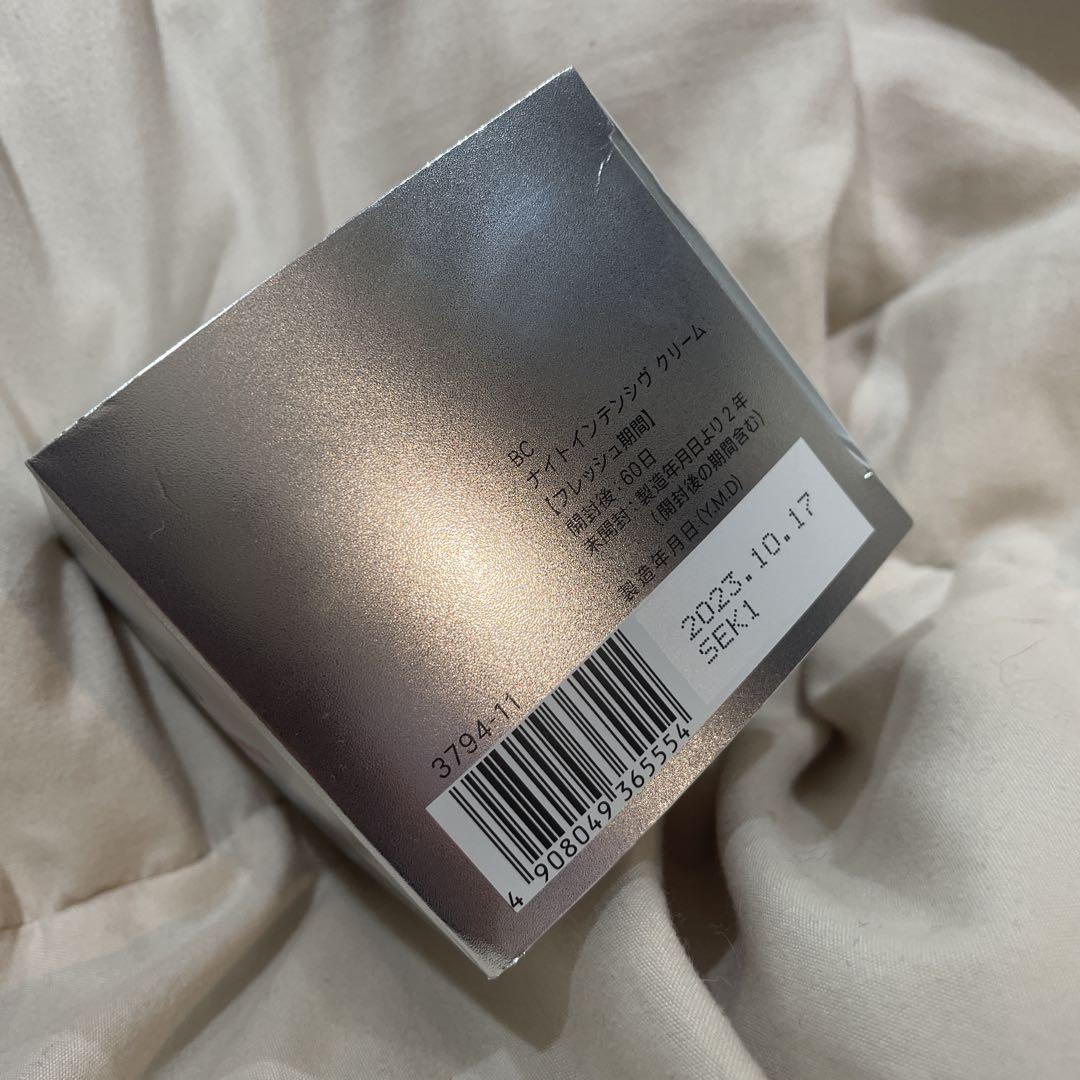 BC
ナイトインテンシヴ クリーム
【フレッシュ期間】
開封後：60日
未開封：製造年月日より2年
(開封後の期間含む)
製造年月日(Y.M.D)
2023.10.17
SEK1
3794-11
4908049365554